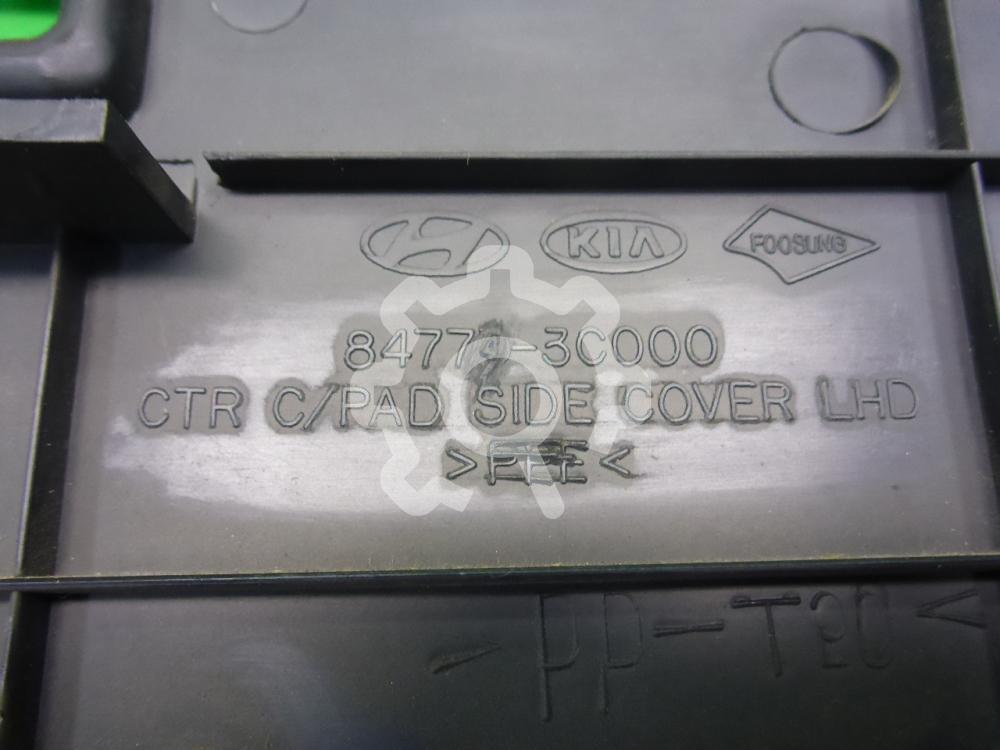 KIA FOOSUNG
CTR C/PAD SIDE COVER LHD
PP-T20